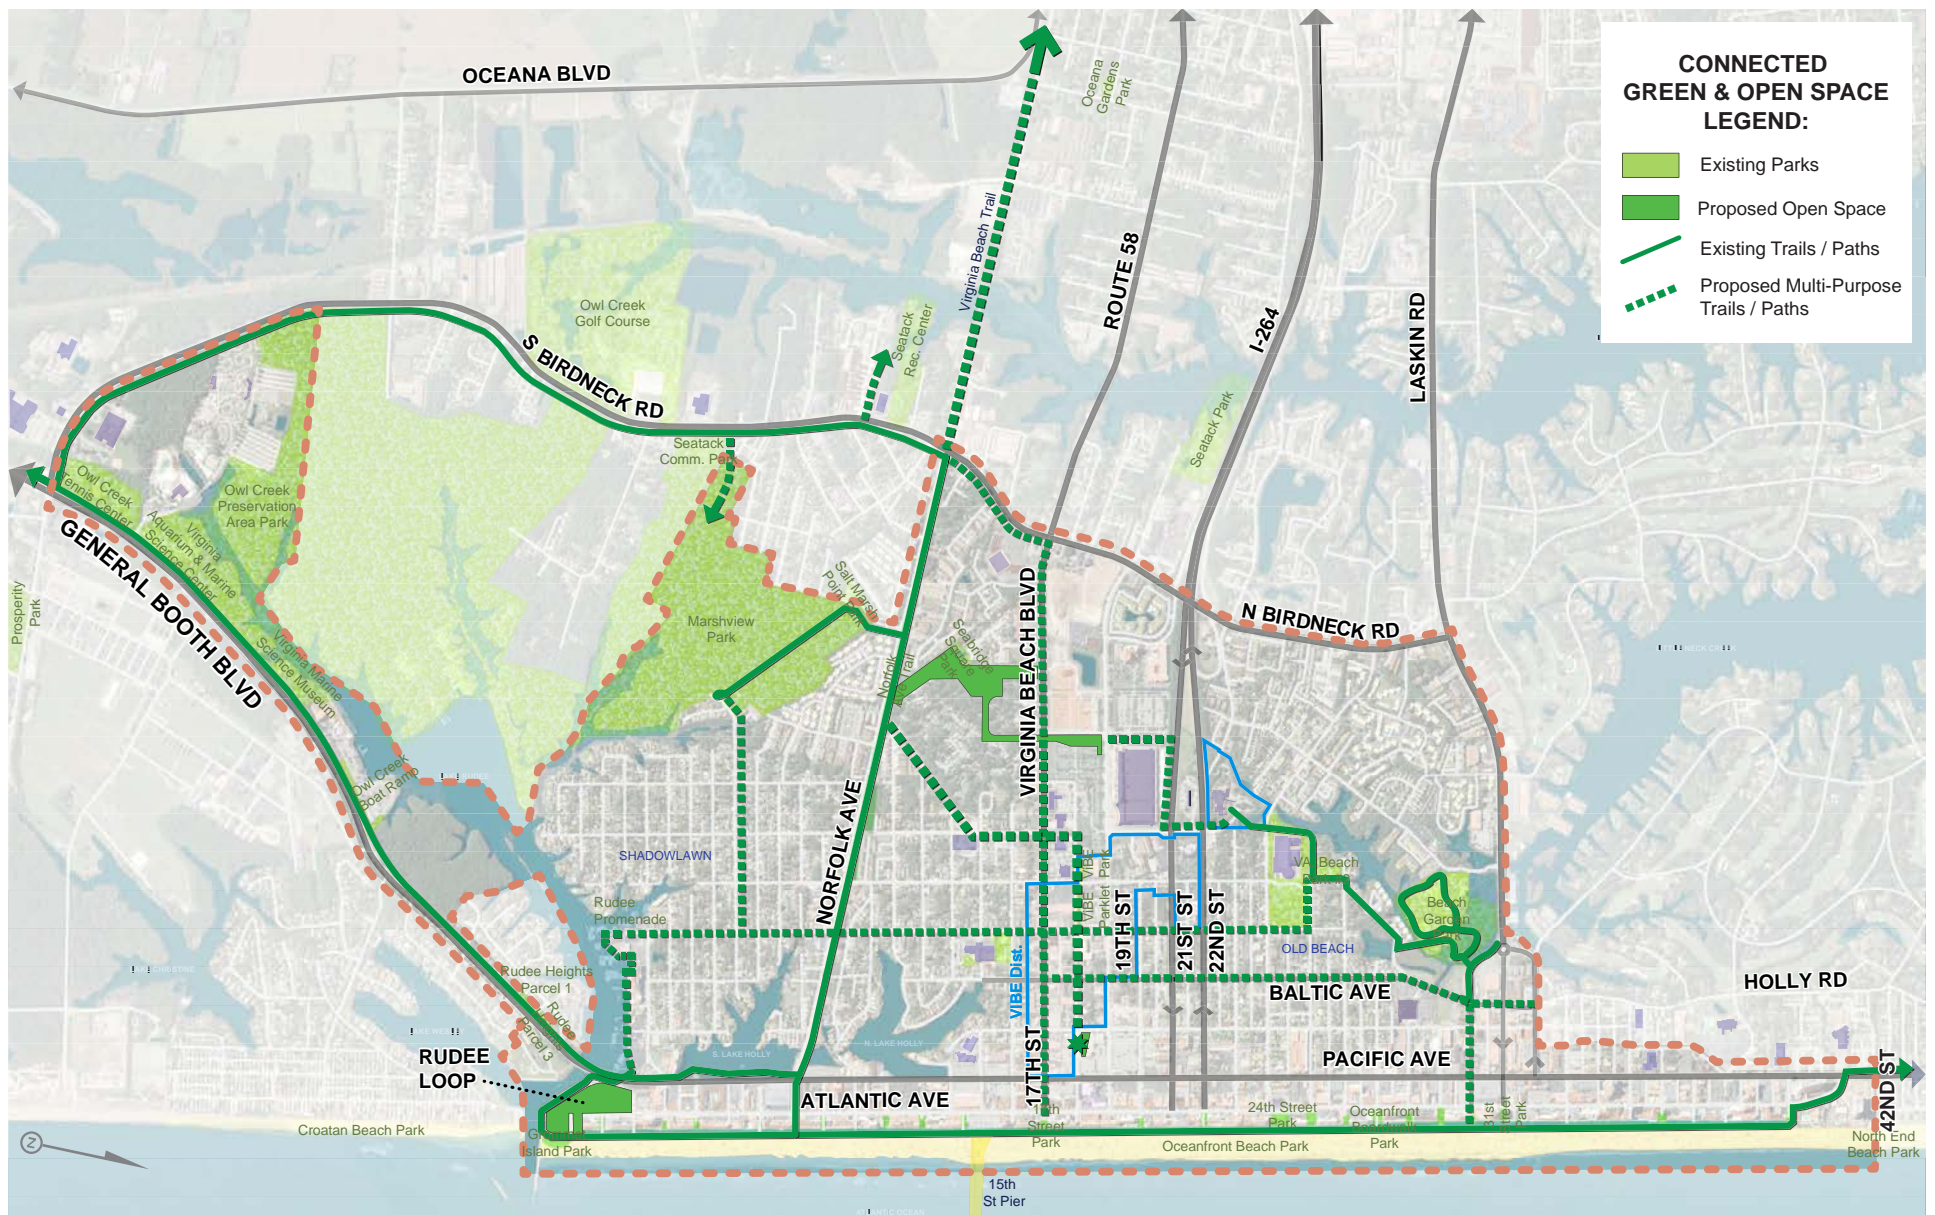 CONNECTED
GREEN & OPEN SPACE
LEGEND:
Existing Parks
Proposed Open Space
Existing Trails / Paths
Proposed Multi-Purpose
Trails / Paths
OCEANA BLVD
Oceana
Gardens
Park
Virginia Beach Trail
ROUTE 58
I-264
LASKIN RD
Owl Creek
Golf Course
Seatack
Rec. Center
S BIRDNECK RD
Seatack Park
Seatack
Comm. Park
Owl Creek
Tennis Center
Owl Creek
Preservation
Area Park
Virginia
Aquarium & Marine
Science Center
GENERAL BOOTH BLVD
Prosperity
Park
Virginia Marine
Science Museum
Salt Marsh
Point Park
Marshview
Park
Seabridge
Square
Park
Norfolk
Ave Trail
VIRGINIA BEACH BLVD
N BIRDNECK RD
Owl Creek
Boat Ramp
SHADOWLAWN
NORFOLK AVE
VIBE
Parklet Park
VIBE
VA Beach
Rudee
Promenade
Beach
Garden
19TH ST
21ST ST
22ND ST
OLD BEACH
VIBE Dist.
Rudee Heights
Parcel 1
Rudee
Parcel 3
BALTIC AVE
HOLLY RD
S. LAKE HOLLY
N. LAKE HOLLY
RUDEE
LOOP
17TH ST
PACIFIC AVE
ATLANTIC AVE
42ND ST
Croatan Beach Park
Island Park
Street
Park
24th Street
Park
Oceanfront
Park
31st
Street
Park
Oceanfront Beach Park
North End
Beach Park
15th
St Pier
Z